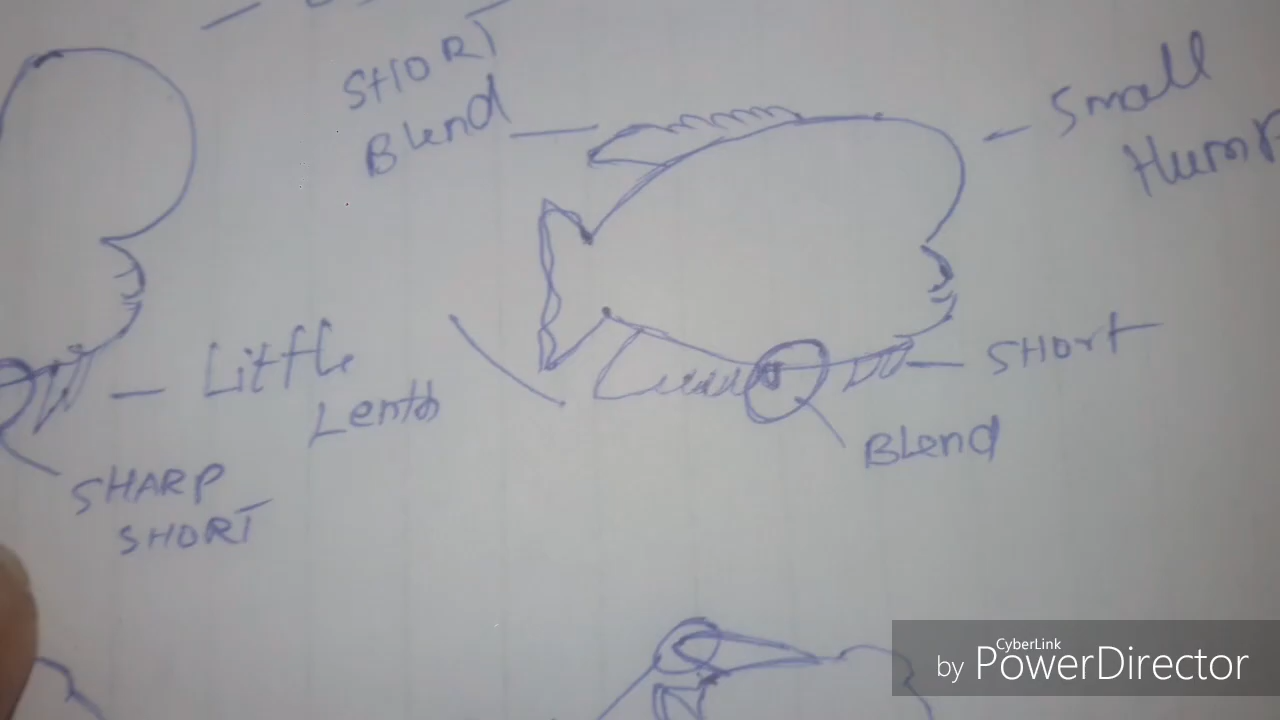 SHORT
Blend
Small
Hump
Little
Lenth
SHORT
Blend
SHARP
SHORT
CyberLink
by PowerDirector